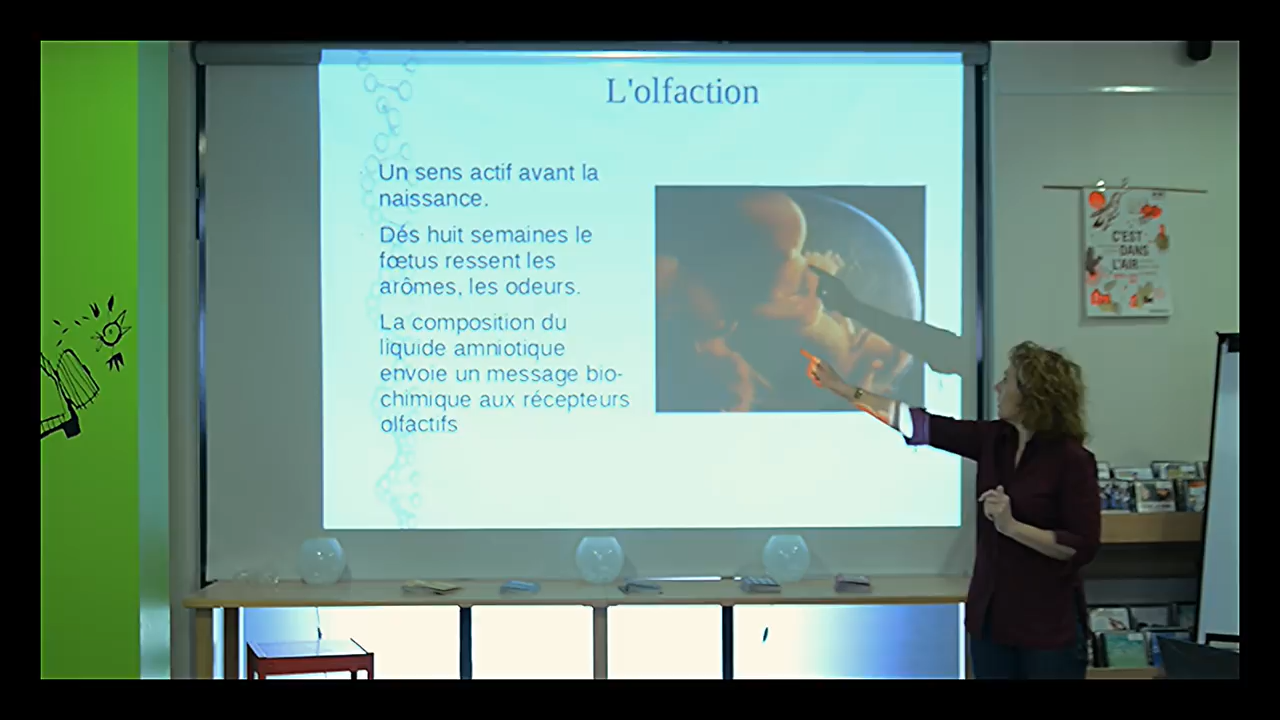 L'olfaction
Un sens actif avant la
naissance.
Dés huit semaines le
fœtus ressent les
arômes, les odeurs.
La composition du
liquide amniotique
envoie un message bio-
chimique aux récepteurs
olfactifs
C'EST
DANS
L'AIR